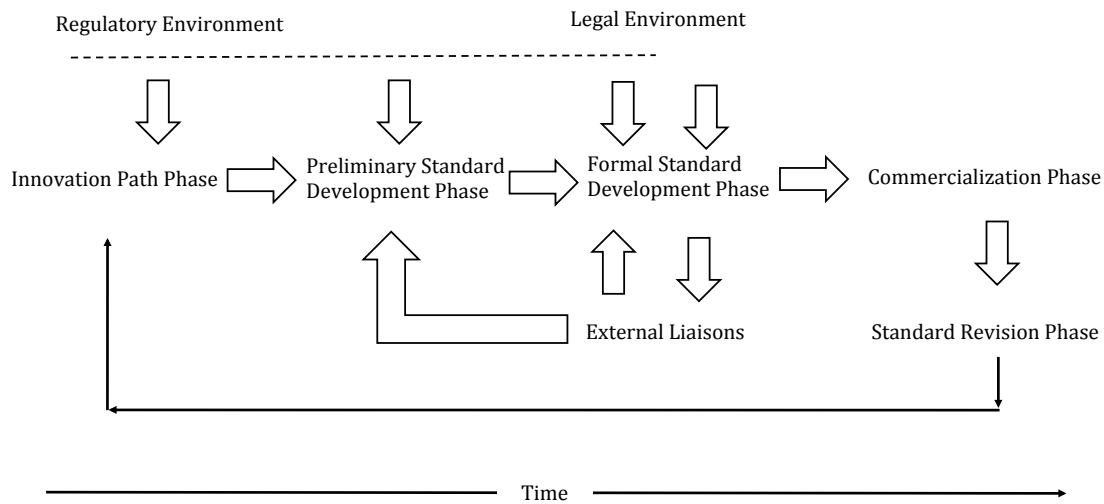 Regulatory Environment
Legal Environment
Innovation Path Phase
Preliminary Standard
Development Phase
Formal Standard
Development Phase
Commercialization Phase
External Liaisons
Standard Revision Phase
Time